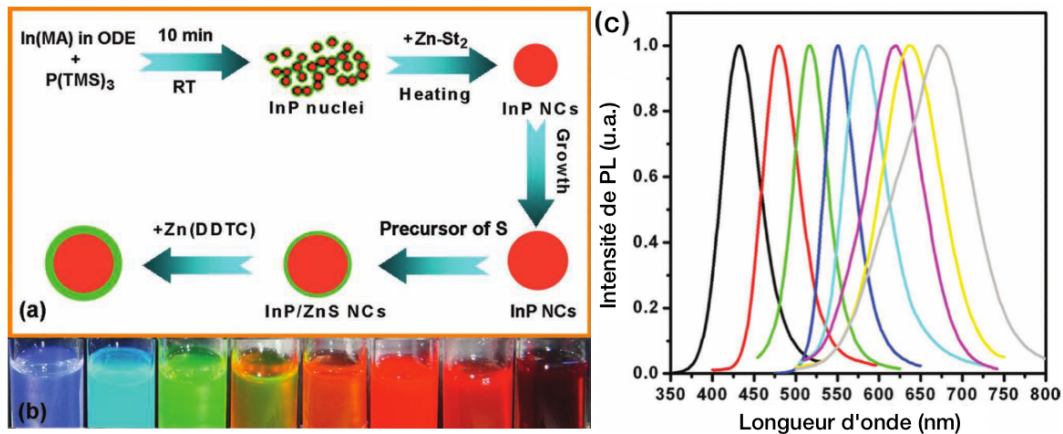 (a)
In(MA) in ODE
+
P(TMS)₃
10 min
RT
InP nuclei
+Zn-St₂
Heating
InP NCs
Growth
InP NCs
Precursor of S
InP/ZnS NCs
+Zn(DDTC)
(b)
(c)
Intensité de PL (u.a.)
1.0
0.8
0.6
0.4
0.2
0.0
350 400 450 500 550 600 650 700 750 800
Longueur d'onde (nm)